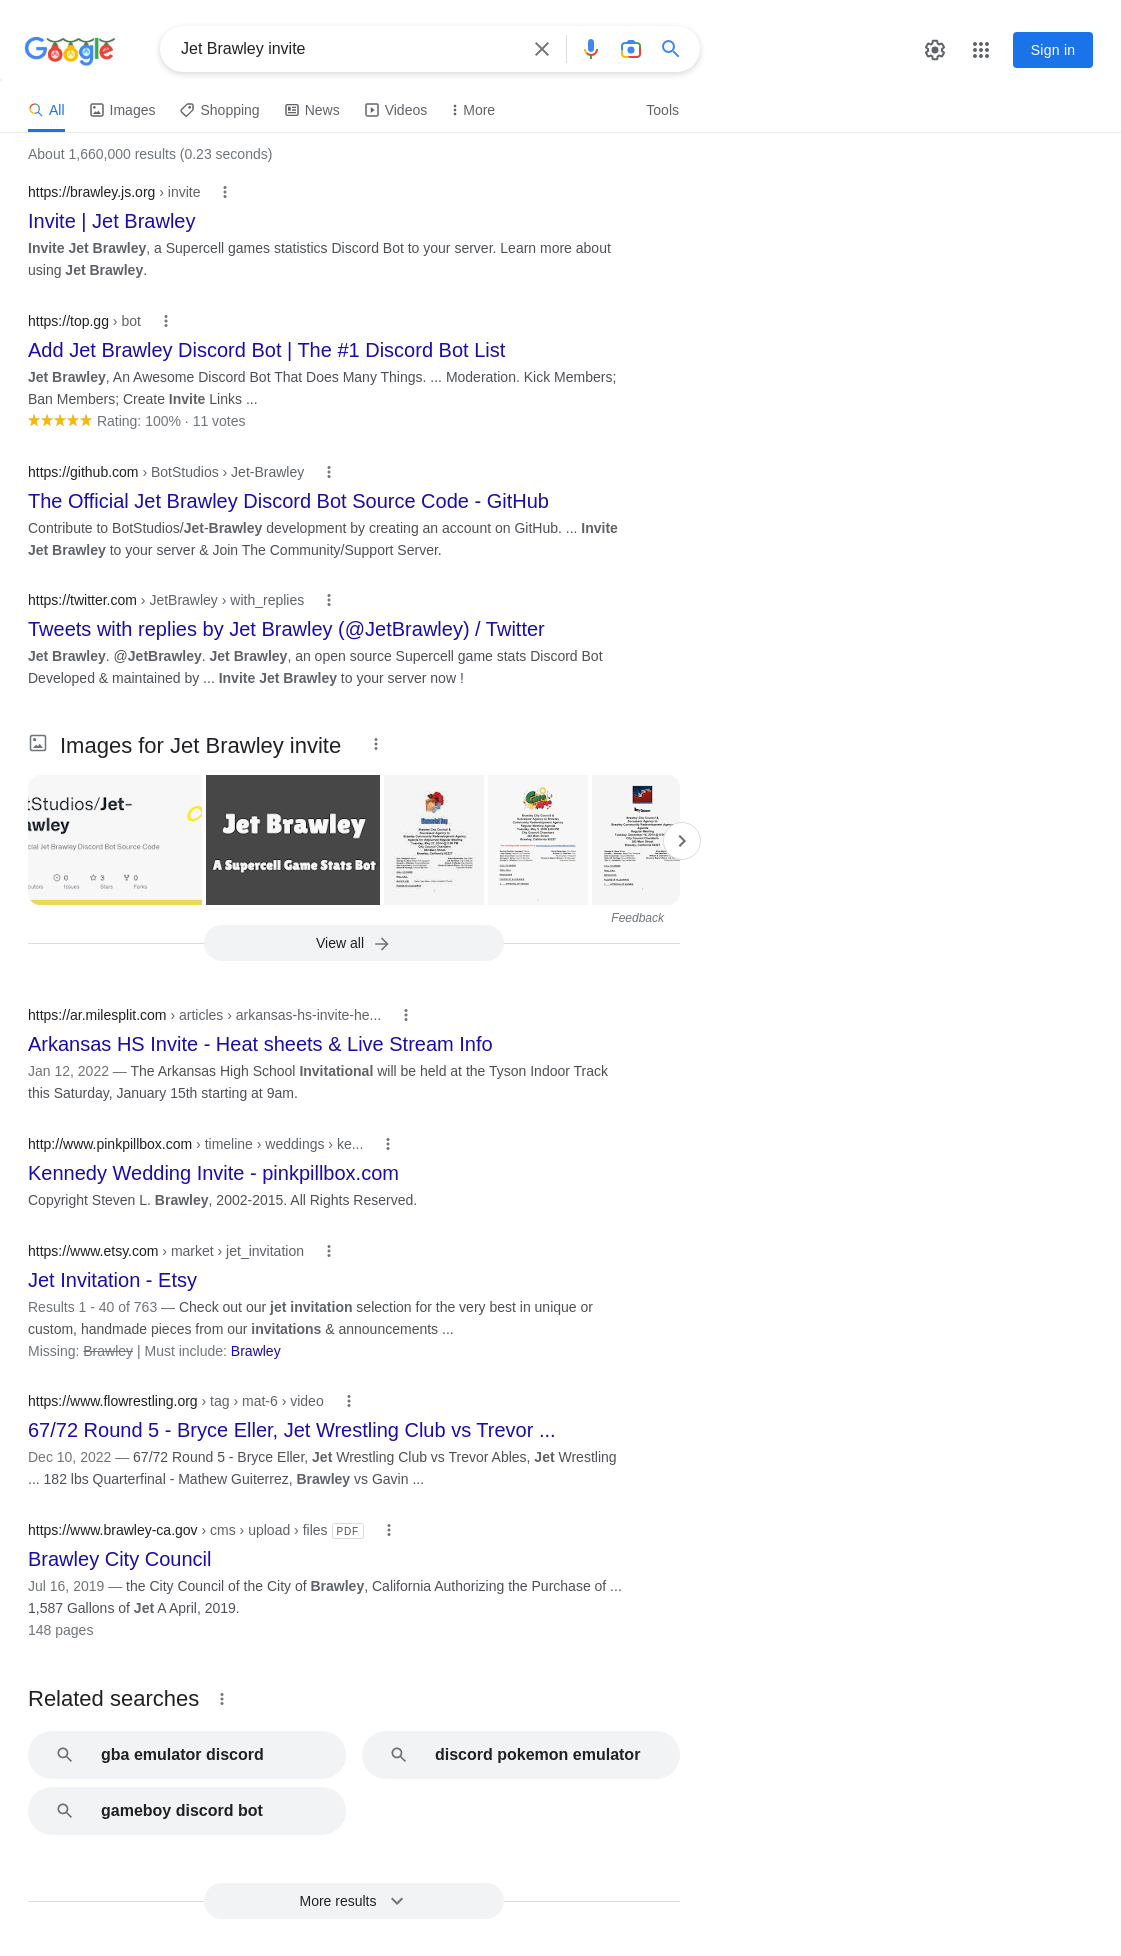 Google
Jet Brawley invite
Sign in
All Images Shopping News Videos More Tools
About 1,660,000 results (0.23 seconds)
https://brawley.js.org › invite
Invite | Jet Brawley
Invite Jet Brawley, a Supercell games statistics Discord Bot to your server. Learn more about
using Jet Brawley.
https://top.gg › bot
Add Jet Brawley Discord Bot | The #1 Discord Bot List
Jet Brawley, An Awesome Discord Bot That Does Many Things. ... Moderation. Kick Members;
Ban Members; Create Invite Links ...
Rating: 100% · 11 votes
https://github.com › BotStudios › Jet-Brawley
The Official Jet Brawley Discord Bot Source Code - GitHub
Contribute to BotStudios/Jet-Brawley development by creating an account on GitHub. ... Invite
Jet Brawley to your server & Join The Community/Support Server.
https://twitter.com › JetBrawley › with_replies
Tweets with replies by Jet Brawley (@JetBrawley) / Twitter
Jet Brawley. @JetBrawley. Jet Brawley, an open source Supercell game stats Discord Bot
Developed & maintained by ... Invite Jet Brawley to your server now !
Images for Jet Brawley invite
tStudios/Jet-
awley
cial Jet Brawley Discord Bot Source Code
0 3 0
Issues Stars Forks
Jet Brawley
A Supercell Game Stats Bot
Memorial Day
Feedback
View all
https://ar.milesplit.com › articles › arkansas-hs-invite-he...
Arkansas HS Invite - Heat sheets & Live Stream Info
Jan 12, 2022 — The Arkansas High School Invitational will be held at the Tyson Indoor Track
this Saturday, January 15th starting at 9am.
http://www.pinkpillbox.com › timeline › weddings › ke...
Kennedy Wedding Invite - pinkpillbox.com
Copyright Steven L. Brawley, 2002-2015. All Rights Reserved.
https://www.etsy.com › market › jet_invitation
Jet Invitation - Etsy
Results 1 - 40 of 763 — Check out our jet invitation selection for the very best in unique or
custom, handmade pieces from our invitations & announcements ...
Missing: Brawley | Must include: Brawley
https://www.flowrestling.org › tag › mat-6 › video
67/72 Round 5 - Bryce Eller, Jet Wrestling Club vs Trevor ...
Dec 10, 2022 — 67/72 Round 5 - Bryce Eller, Jet Wrestling Club vs Trevor Ables, Jet Wrestling
... 182 lbs Quarterfinal - Mathew Guiterrez, Brawley vs Gavin ...
https://www.brawley-ca.gov › cms › upload › files PDF
Brawley City Council
Jul 16, 2019 — the City Council of the City of Brawley, California Authorizing the Purchase of ...
1,587 Gallons of Jet A April, 2019.
148 pages
Related searches
gba emulator discord
discord pokemon emulator
gameboy discord bot
More results